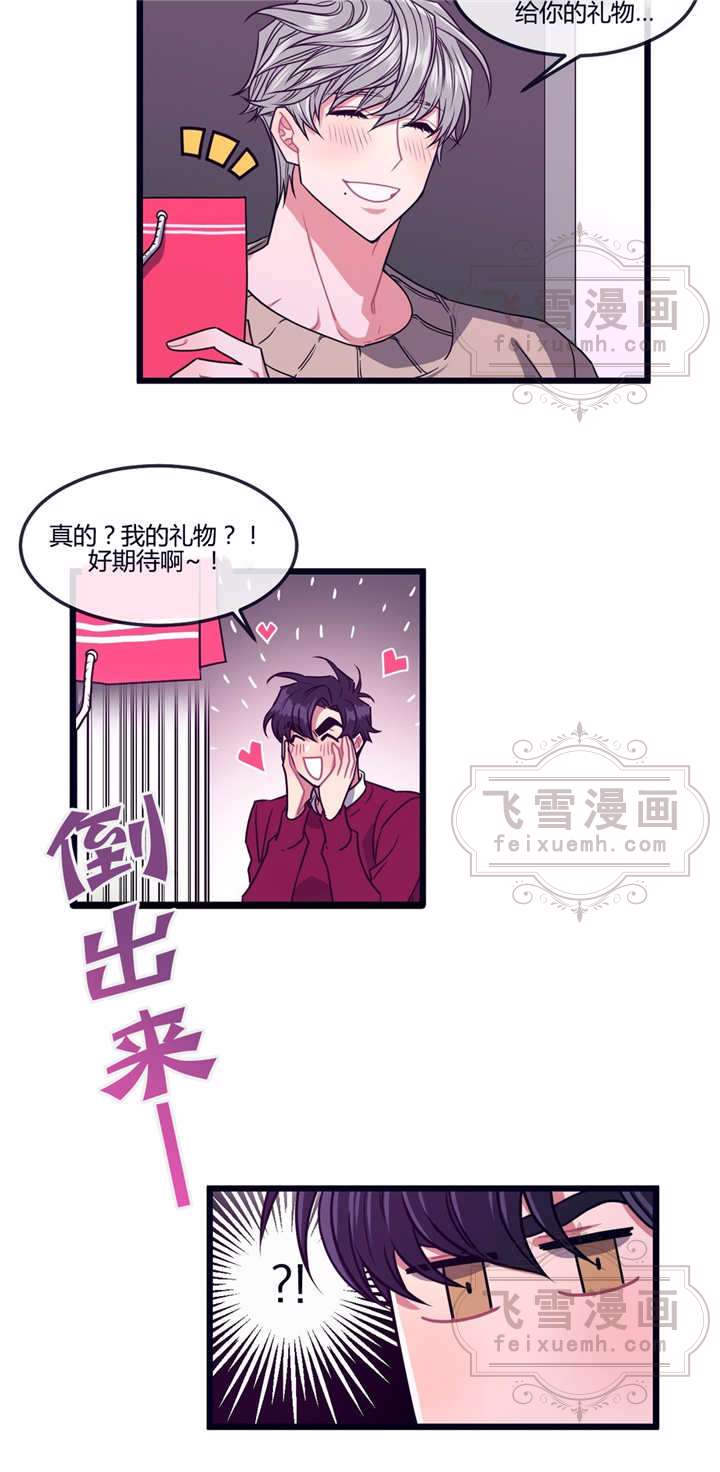 给你的礼物...
飞雪漫画
feixuemh.com
真的？我的礼物？！
好期待啊~！
飞雪漫画
feixuemh.com
倒出来—
?!
飞雪漫画
feixuemh.com